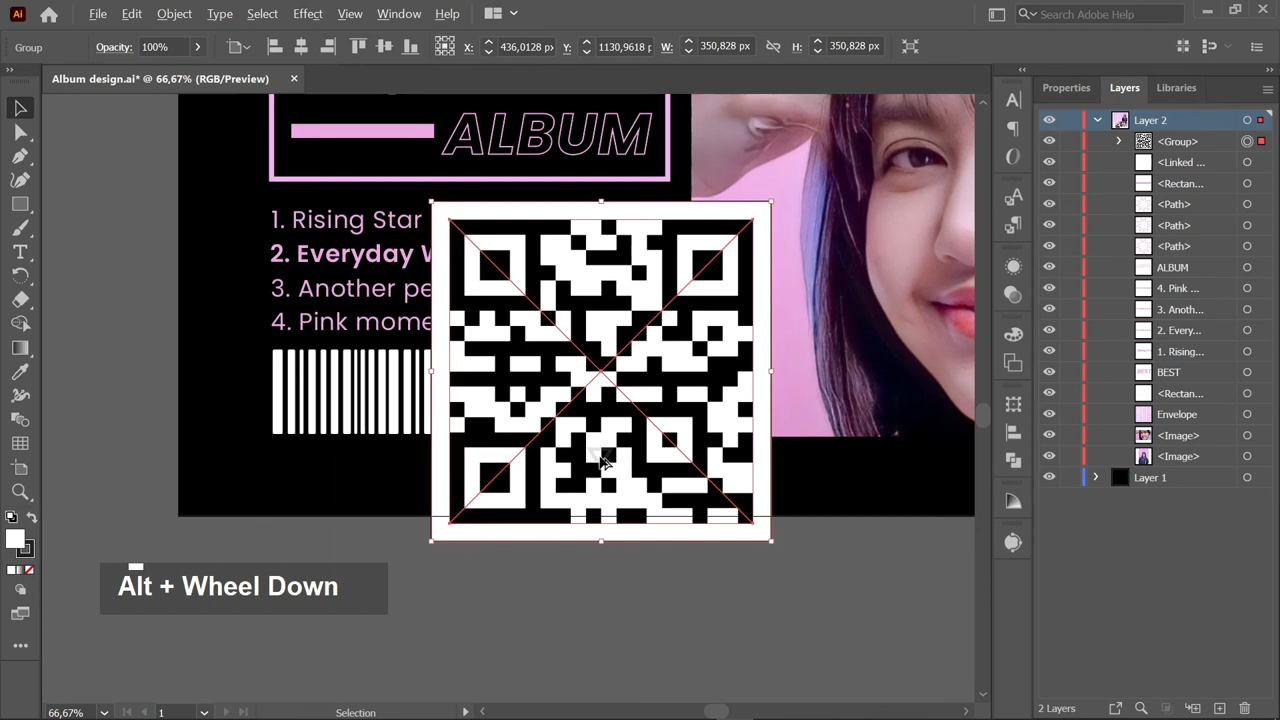 Ai
File Edit Object Type Select Effect View Window Help
Search Adobe Help
Group
Opacity: 100%
X: 436,0128 px
Y: 1130,9618 p
W: 350,828 px
H: 350,828 px
Album design.ai* @ 66,67% (RGB/Preview)
Properties Layers Libraries
Layer 2
<Group>
<Linked ...
<Rectan...
<Path>
<Path>
<Path>
ALBUM
4. Pink ...
3. Anoth...
2. Every...
1. Rising...
BEST
<Rectan...
Envelope
<Image>
<Image>
Layer 1
ALBUM
1. Rising Star
2. Everyday
3. Another pe
4. Pink mome
Alt + Wheel Down
66,67%
1
Selection
2 Layers